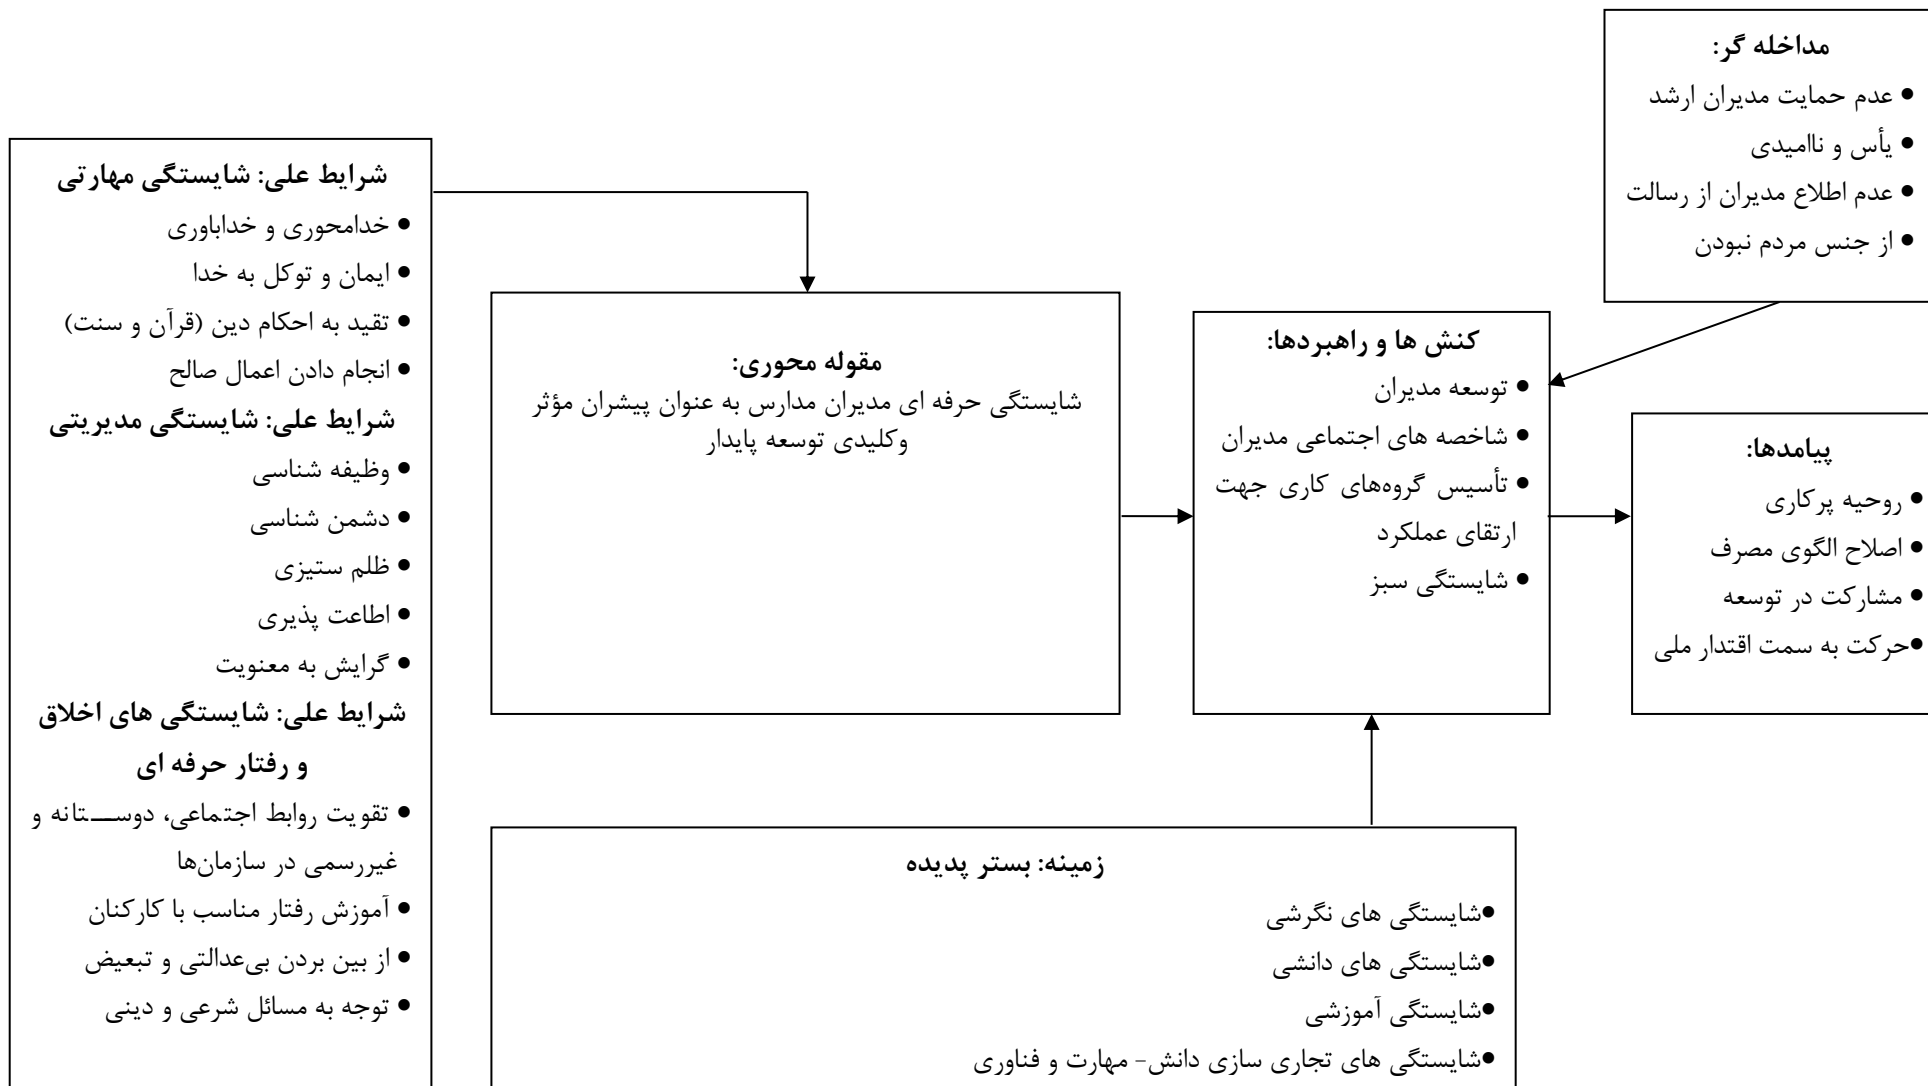 مداخله گر:
● عدم حمایت مدیران ارشد
● یأس و ناامیدی
● عدم اطلاع مدیران از رسالت
● از جنس مردم نبودن
شرایط علی: شایستگی مهارتی
● خدامحوری و خداباوری
● ایمان و توکل به خدا
● تقید به احکام دین (قرآن و سنت)
● انجام دادن اعمال صالح
شرایط علی: شایستگی مدیریتی
● وظیفه شناسی
● دشمن شناسی
● ظلم ستیزی
● اطاعت پذیری
● گرایش به معنویت
شرایط علی: شایستگی های اخلاق
و رفتار حرفه ای
● تقویت روابط اجتماعی، دوســتانه و
غیررسمی در سازمان‌ها
● آموزش رفتار مناسب با کارکنان
● از بین بردن بی‌عدالتی و تبعیض
● توجه به مسائل شرعی و دینی
مقوله محوری:
شایستگی حرفه ای مدیران مدارس به عنوان پیشران مؤثر
وکلیدی توسعه پایدار
کنش ها و راهبردها:
● توسعه مدیران
● شاخصه های اجتماعی مدیران
● تأسیس گروه‌های کاری جهت
ارتقای عملکرد
● شایستگی سبز
پیامدها:
● روحیه پرکاری
● اصلاح الگوی مصرف
● مشارکت در توسعه
●حرکت به سمت اقتدار ملی
زمینه: بستر پدیده
●شایستگی های نگرشی
●شایستگی های دانشی
●شایستگی آموزشی
●شایستگی های تجاری سازی دانش- مهارت و فناوری